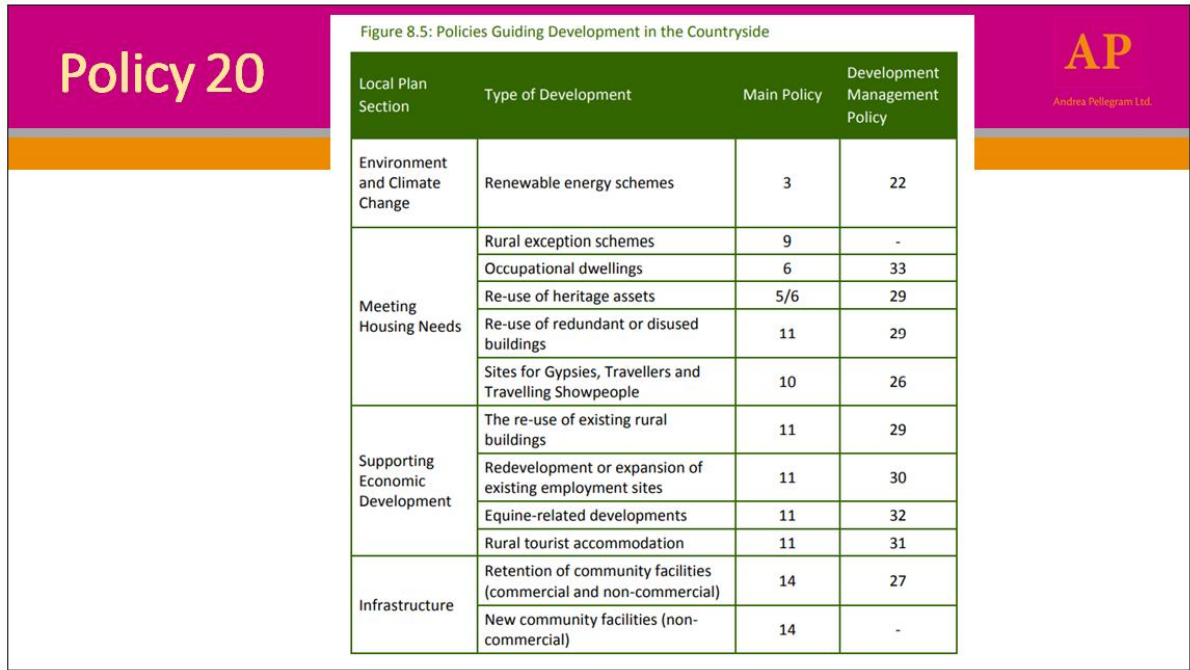 Policy 20
Figure 8.5: Policies Guiding Development in the Countryside
AP
Andrea Pellegram Ltd.
Local Plan
Section
Type of Development
Main Policy
Development
Management
Policy
Environment
and Climate
Change
Renewable energy schemes
3
22
Meeting
Housing Needs
Rural exception schemes
9
-
Occupational dwellings
6
33
Re-use of heritage assets
5/6
29
Re-use of redundant or disused
buildings
11
29
Sites for Gypsies, Travellers and
Travelling Showpeople
10
26
Supporting
Economic
Development
The re-use of existing rural
buildings
11
29
Redevelopment or expansion of
existing employment sites
11
30
Equine-related developments
11
32
Rural tourist accommodation
11
31
Infrastructure
Retention of community facilities
(commercial and non-commercial)
14
27
New community facilities (non-
commercial)
14
-